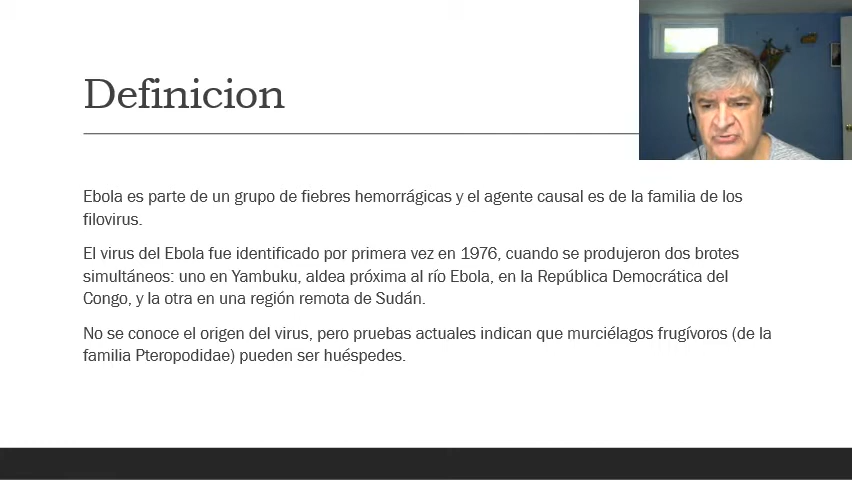 Definicion
Ebola es parte de un grupo de fiebres hemorrágicas y el agente causal es de la familia de los
filovirus.
El virus del Ebola fue identificado por primera vez en 1976, cuando se produjeron dos brotes
simultáneos: uno en Yambuku, aldea próxima al río Ebola, en la República Democrática del
Congo, y la otra en una región remota de Sudán.
No se conoce el origen del virus, pero pruebas actuales indican que murciélagos frugívoros (de la
familia Pteropodidae) pueden ser huéspedes.